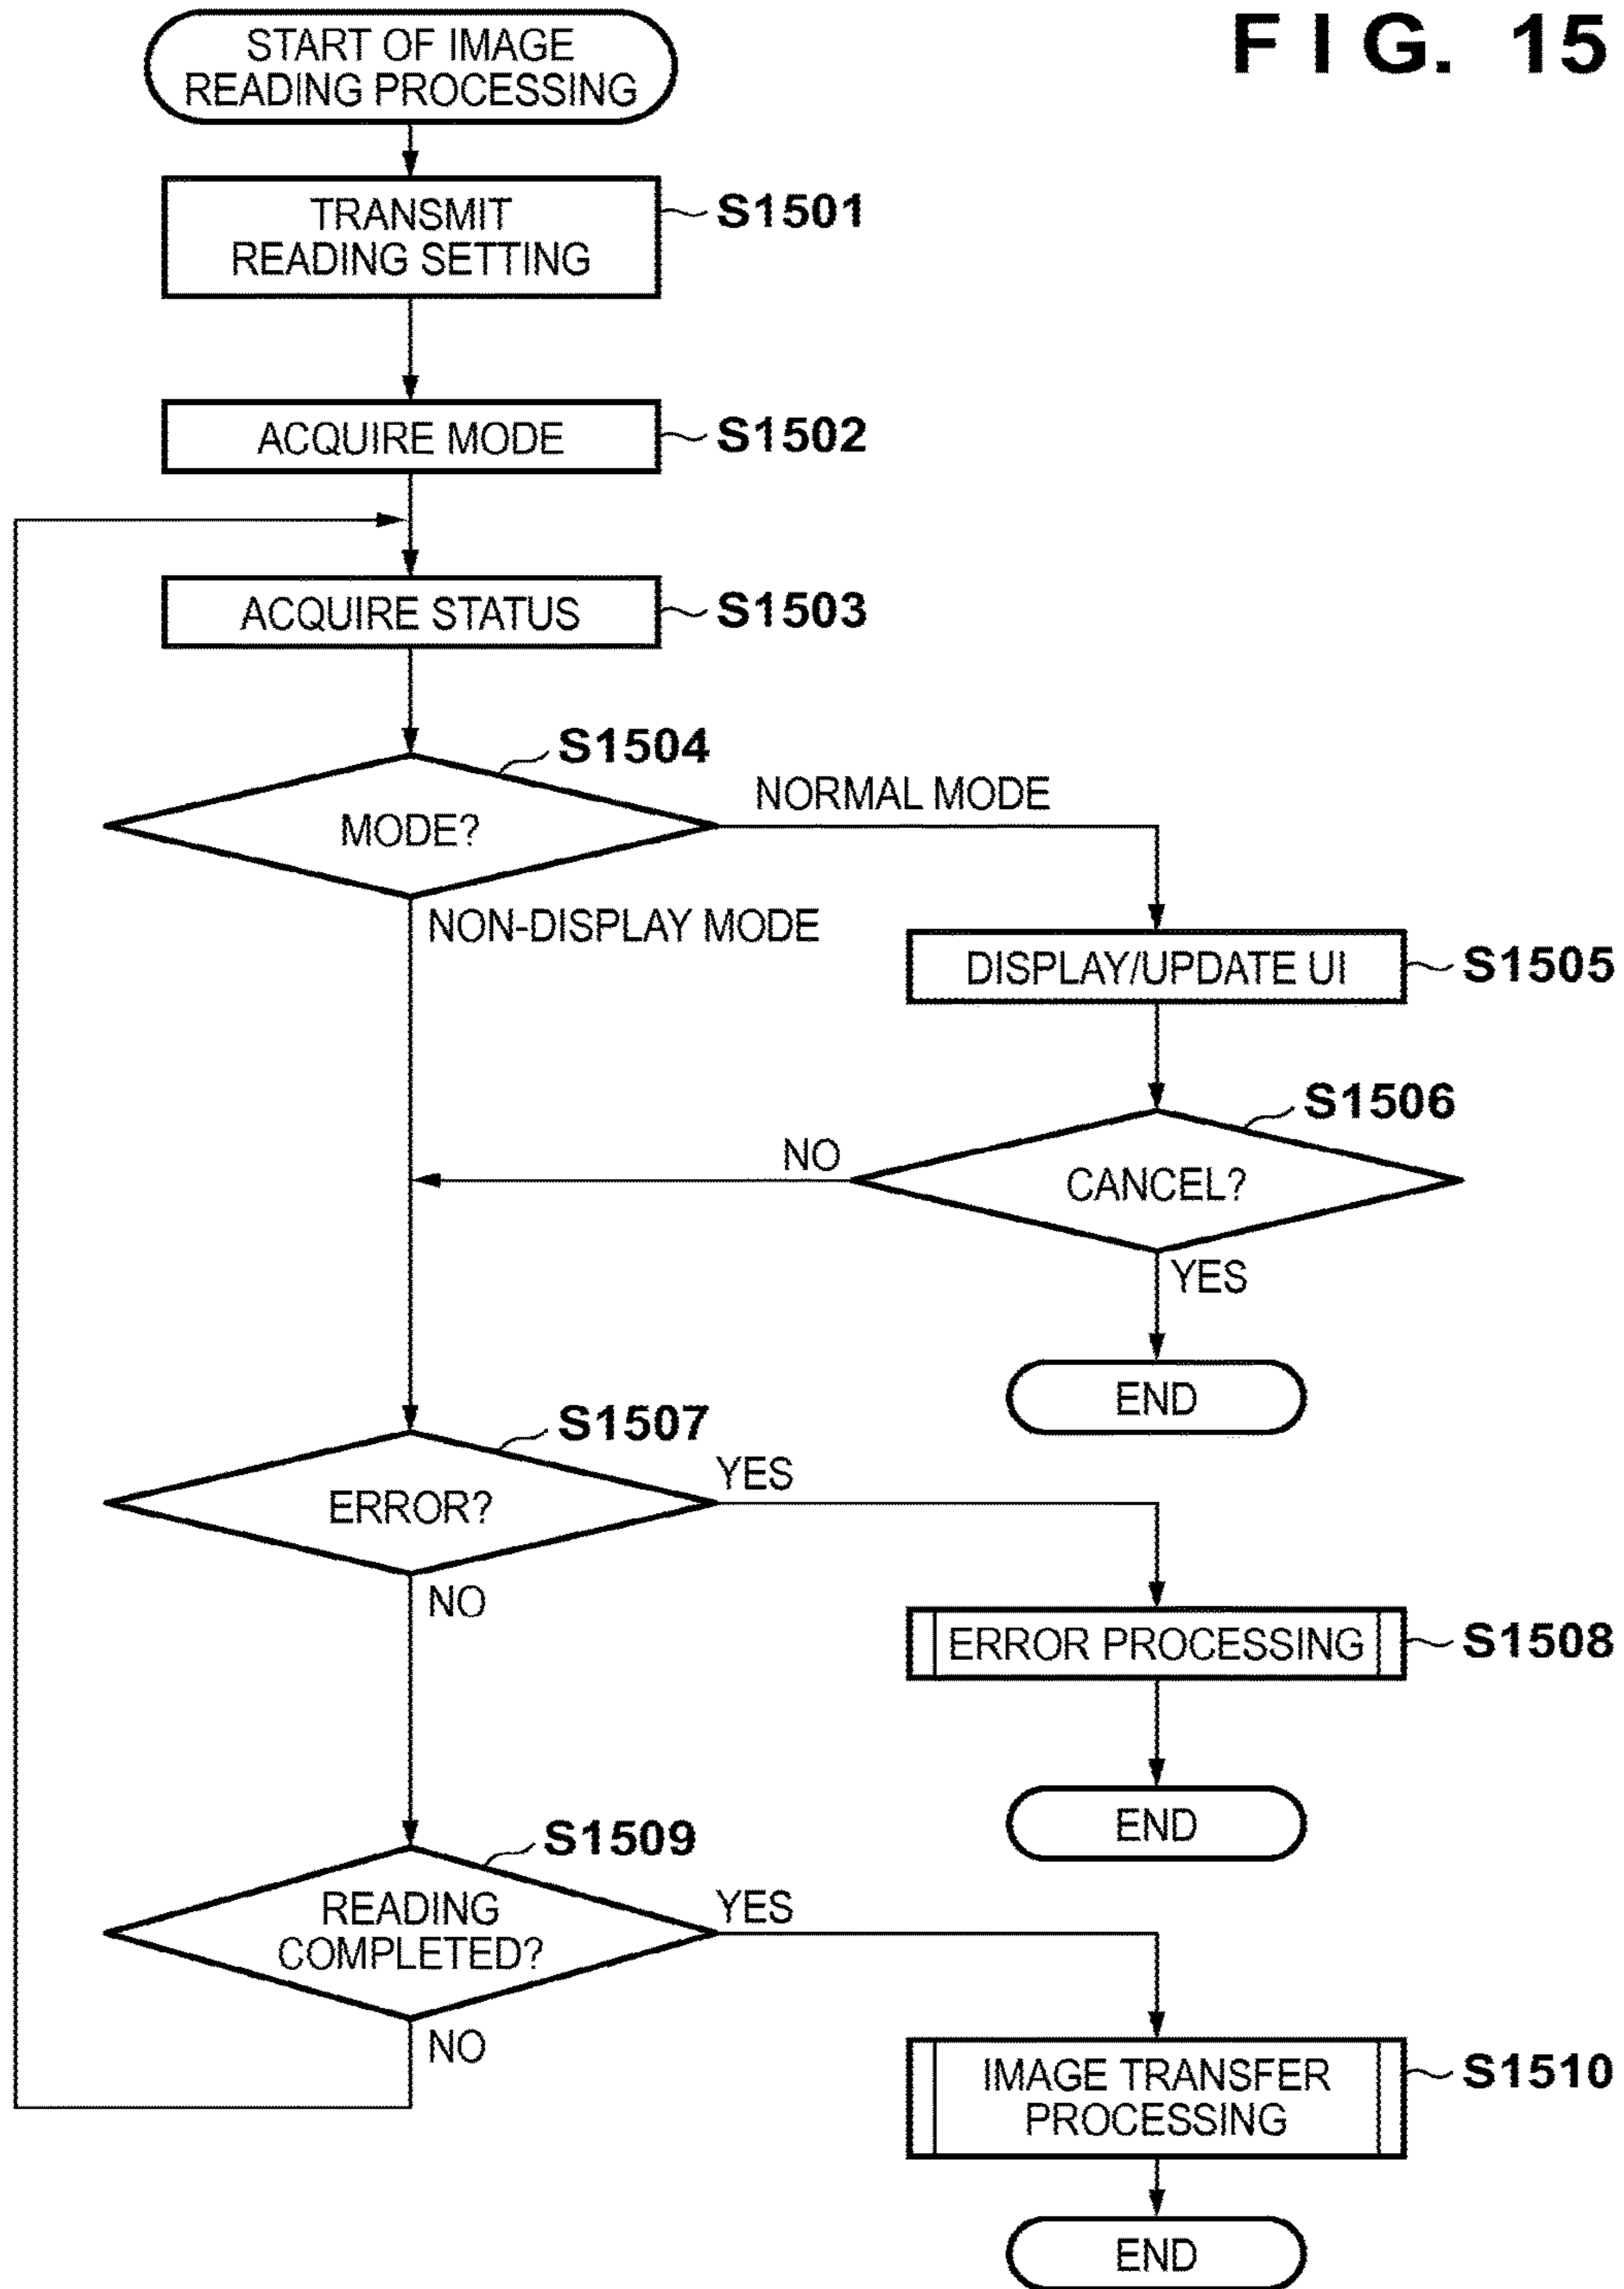 FIG. 15
START OF IMAGE
READING PROCESSING
TRANSMIT
READING SETTING
S1501
ACQUIRE MODE
S1502
ACQUIRE STATUS
S1503
S1504
MODE?
NORMAL MODE
NON-DISPLAY MODE
DISPLAY/UPDATE UI
S1505
S1506
CANCEL?
NO
YES
END
S1507
ERROR?
YES
NO
ERROR PROCESSING
S1508
END
S1509
READING
COMPLETED?
YES
NO
IMAGE TRANSFER
PROCESSING
S1510
END